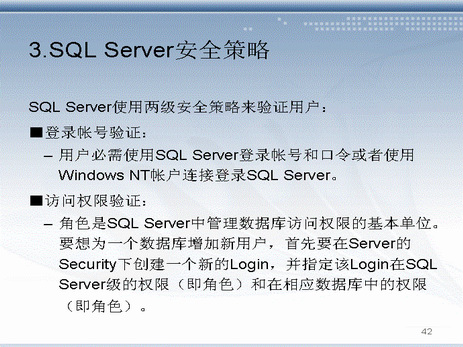 3.SQL Server安全策略
SQL Server使用两级安全策略来验证用户：
■登录帐号验证：
– 用户必需使用SQL Server登录帐号和口令或者使用
Windows NT帐户连接登录SQL Server。
■访问权限验证：
– 角色是SQL Server中管理数据库访问权限的基本单位。
要想为一个数据库增加新用户，首先要在Server的
Security下创建一个新的Login，并指定该Login在SQL
Server级的权限（即角色）和在相应数据库中的权限
（即角色）。
42